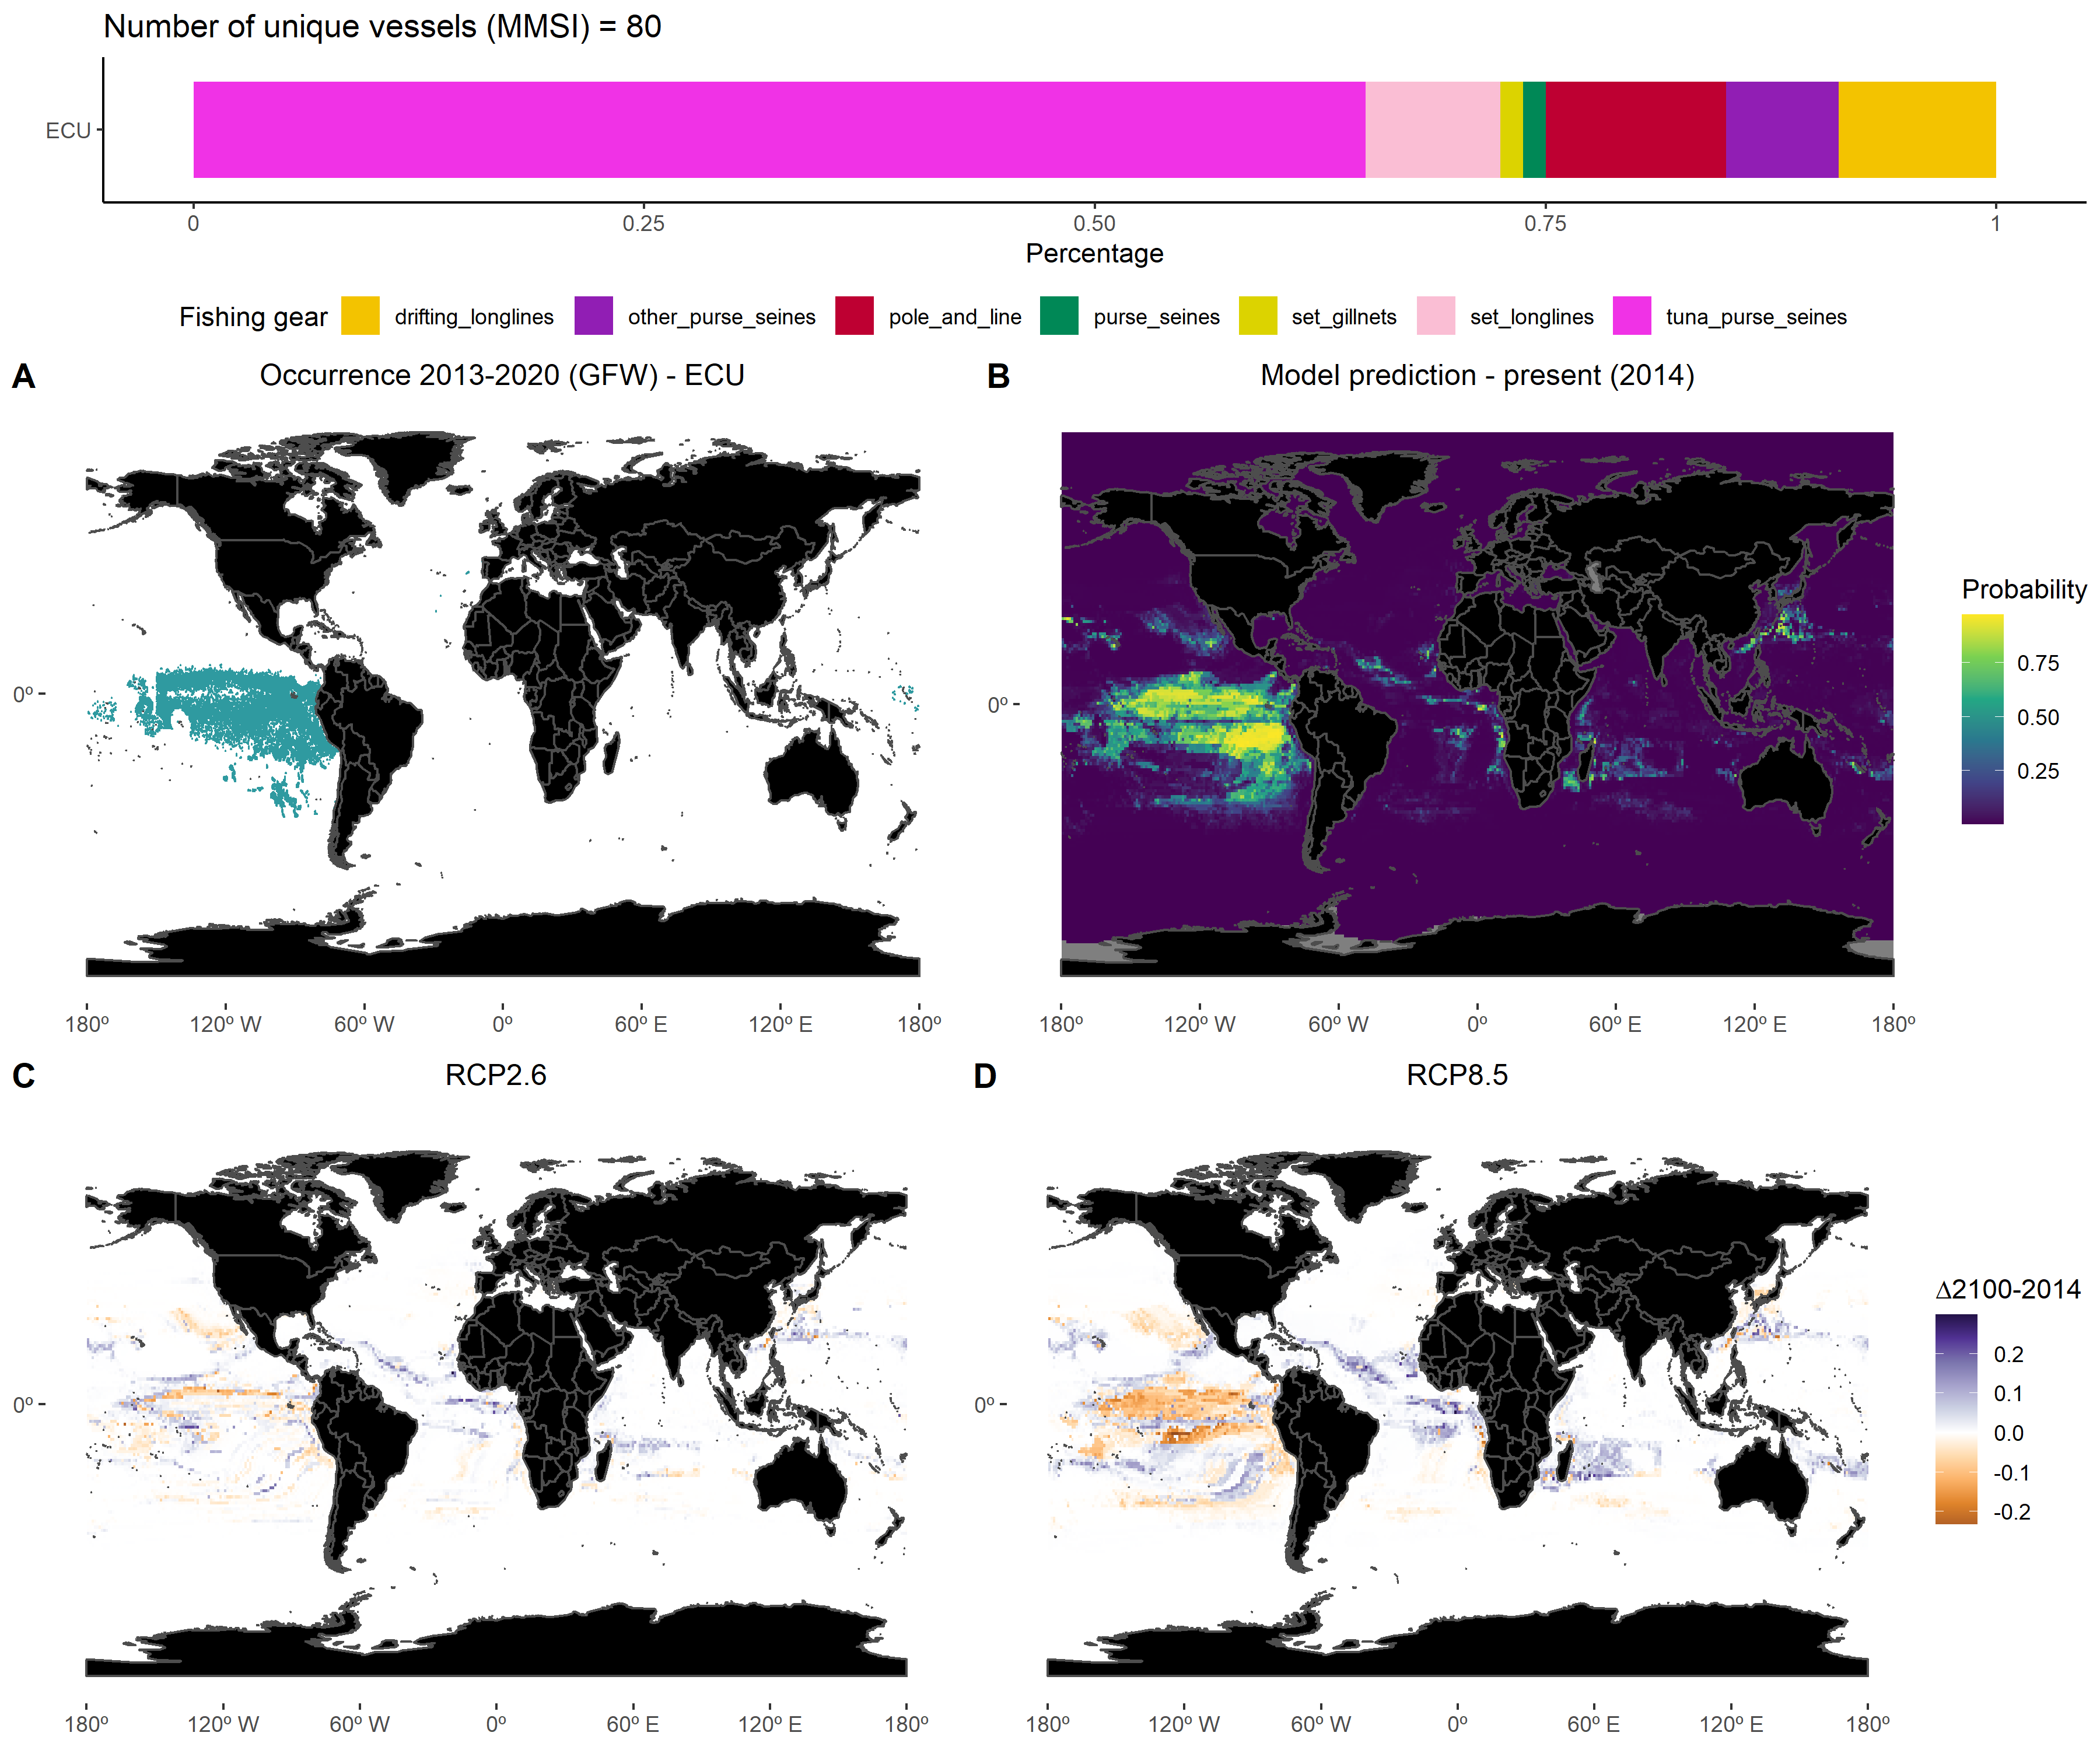 Number of unique vessels (MMSI) = 80
ECU
0 0.25 0.50 0.75 1
Percentage
Fishing gear drifting_longlines other_purse_seines pole_and_line purse_seines set_gillnets set_longlines tuna_purse_seines
A Occurrence 2013-2020 (GFW) - ECU
0º
180º 120º W 60º W 0º 60º E 120º E 180º
B Model prediction - present (2014)
0º
180º 120º W 60º W 0º 60º E 120º E 180º
Probability
0.75
0.50
0.25
C RCP2.6
0º
180º 120º W 60º W 0º 60º E 120º E 180º
D RCP8.5
0º
180º 120º W 60º W 0º 60º E 120º E 180º
Δ2100-2014
0.2
0.1
0.0
-0.1
-0.2